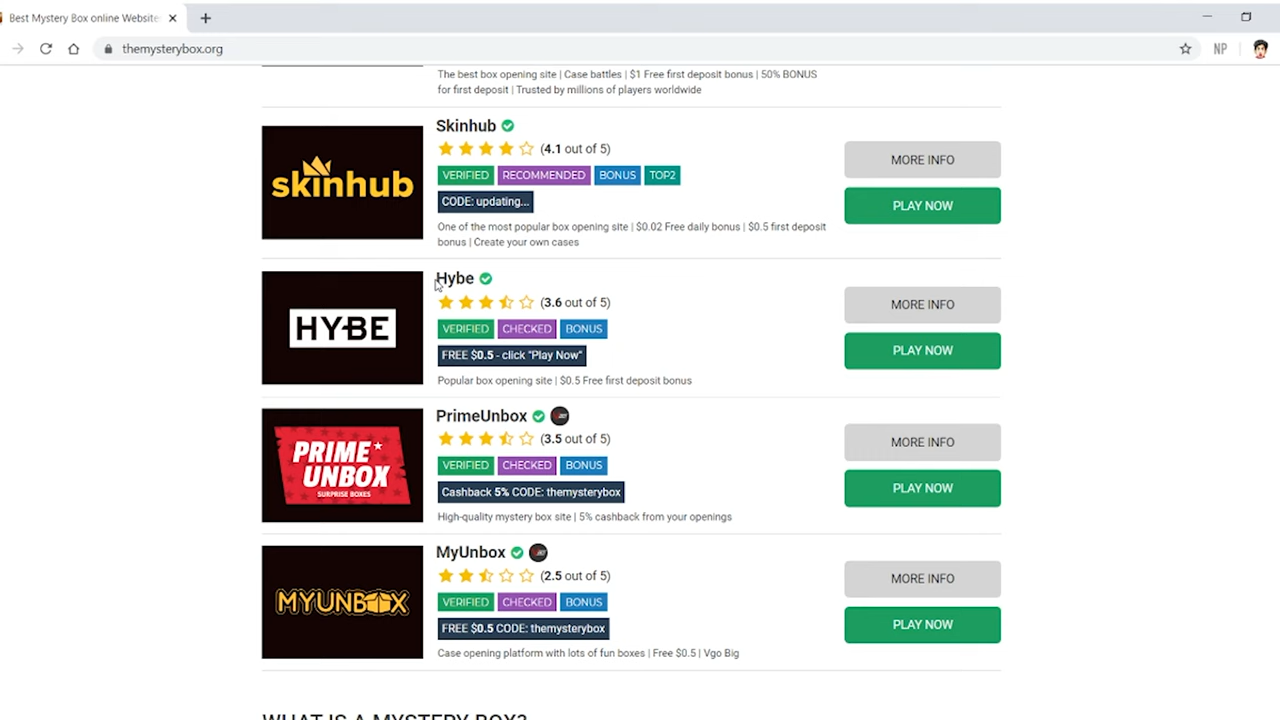 Best Mystery Box online Website
themysterybox.org
NP
The best box opening site | Case battles | $1 Free first deposit bonus | 50% BONUS
for first deposit | Trusted by millions of players worldwide
skinhub
Skinhub
(4.1 out of 5)
VERIFIED RECOMMENDED BONUS TOP2
CODE: updating...
One of the most popular box opening site | $0.02 Free daily bonus | $0.5 first deposit
bonus | Create your own cases
MORE INFO
PLAY NOW
HYBE
Hybe
(3.6 out of 5)
VERIFIED CHECKED BONUS
FREE $0.5 - click "Play Now"
Popular box opening site | $0.5 Free first deposit bonus
MORE INFO
PLAY NOW
PRIME
UNBOX
SURPRISE BOXES
PrimeUnbox
(3.5 out of 5)
VERIFIED CHECKED BONUS
Cashback 5% CODE: themysterybox
High-quality mystery box site | 5% cashback from your openings
MORE INFO
PLAY NOW
MYUNBOX
MyUnbox
(2.5 out of 5)
VERIFIED CHECKED BONUS
FREE $0.5 CODE: themysterybox
Case opening platform with lots of fun boxes | Free $0.5 | Vgo Big
MORE INFO
PLAY NOW
WHAT IS A MYSTERY BOX?